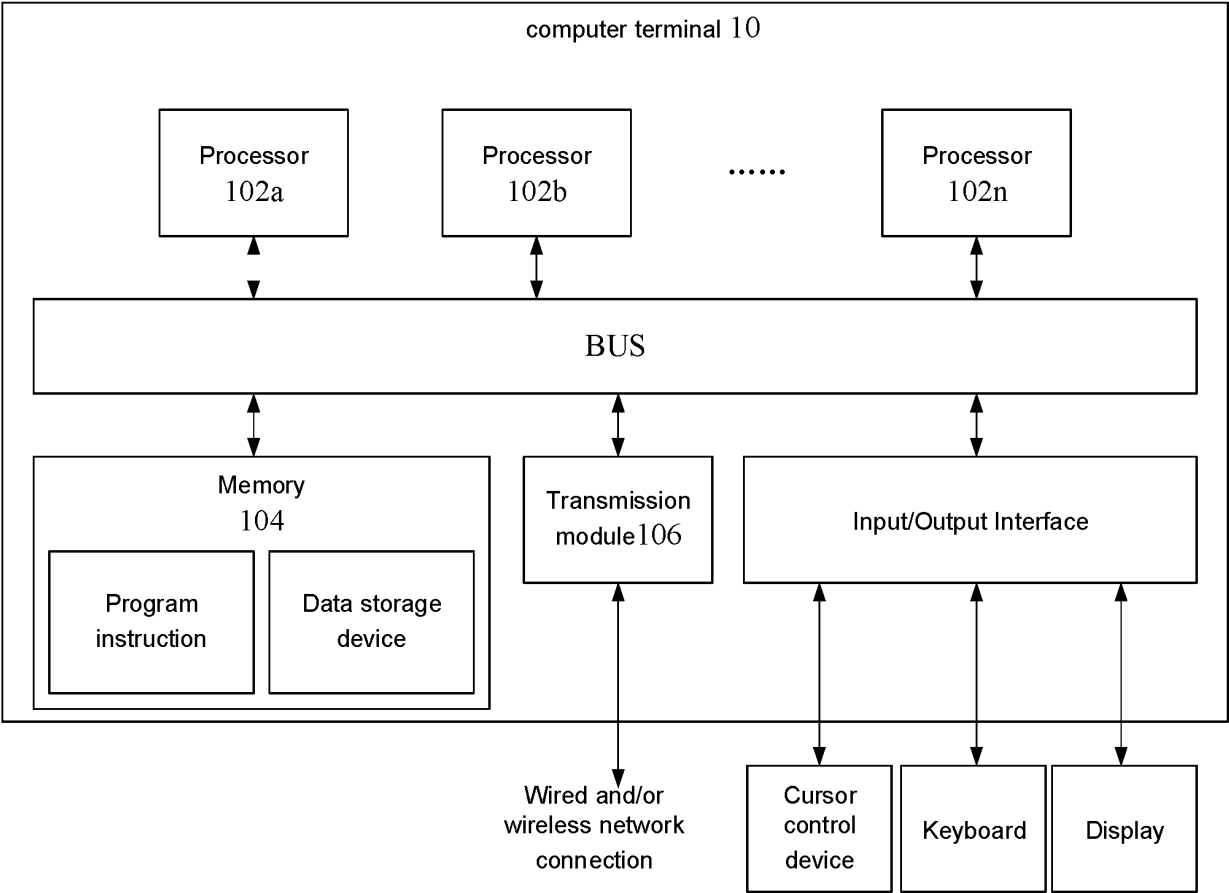 computer terminal 10
Processor
102a
Processor
102b
......
Processor
102n
BUS
Memory
104
Program
instruction
Data storage
device
Transmission
module106
Input/Output Interface
Wired and/or
wireless network
connection
Cursor
control
device
Keyboard
Display